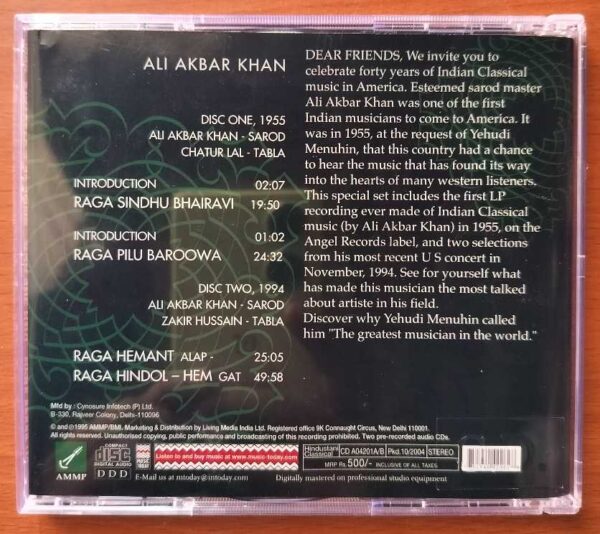 ALI AKBAR KHAN
DISC ONE, 1955
ALI AKBAR KHAN - SAROD
CHATUR LAL - TABLA
INTRODUCTION 02:07
RAGA SINDHU BHAIRAVI 19:50
INTRODUCTION 01:02
RAGA PILU BAROOWA 24:32
DISC TWO, 1994
ALI AKBAR KHAN - SAROD
ZAKIR HUSSAIN - TABLA
RAGA HEMANT ALAP - 25:05
RAGA HINDOL – HEM GAT 49:58
DEAR FRIENDS, We invite you to
celebrate forty years of Indian Classical
music in America. Esteemed sarod master
Ali Akbar Khan was one of the first
Indian musicians to come to America. It
was in 1955, at the request of Yehudi
Menuhin, that this country had a chance
to hear the music that has found its way
into the hearts of many western listeners.
This special set includes the first LP
recording ever made of Indian Classical
music (by Ali Akbar Khan) in 1955, on the
Angel Records label, and two selections
from his most recent U S concert in
November, 1994. See for yourself what
has made this musician the most talked
about artiste in his field.
Discover why Yehudi Menuhin called
him "The greatest musician in the world."
Mfd by : Cynosure Infotech (P) Ltd.
B-330, Rajveer Colony, Delhi-110096
© and ℗ 1995 AMMP/BMI. Marketing & Distribution by Living Media India Ltd. Registered office 9K Connaught Circus, New Delhi 110001.
All rights reserved. Unauthorised copying, public performance and broadcasting of this recording prohibited. Two pre-recorded audio CDs.
AMMP
COMPACT
disc
DIGITAL AUDIO
DDD
MUSIC TODAY
Listen to and buy music at www.music-today.com
E-Mail us at mtoday@intoday.com
Hindustani Classical CD A04201A/B Pkd.10/2004 STEREO
MRP Rs. 500/- INCLUSIVE OF ALL TAXES
Digitally mastered on professional studio equipment